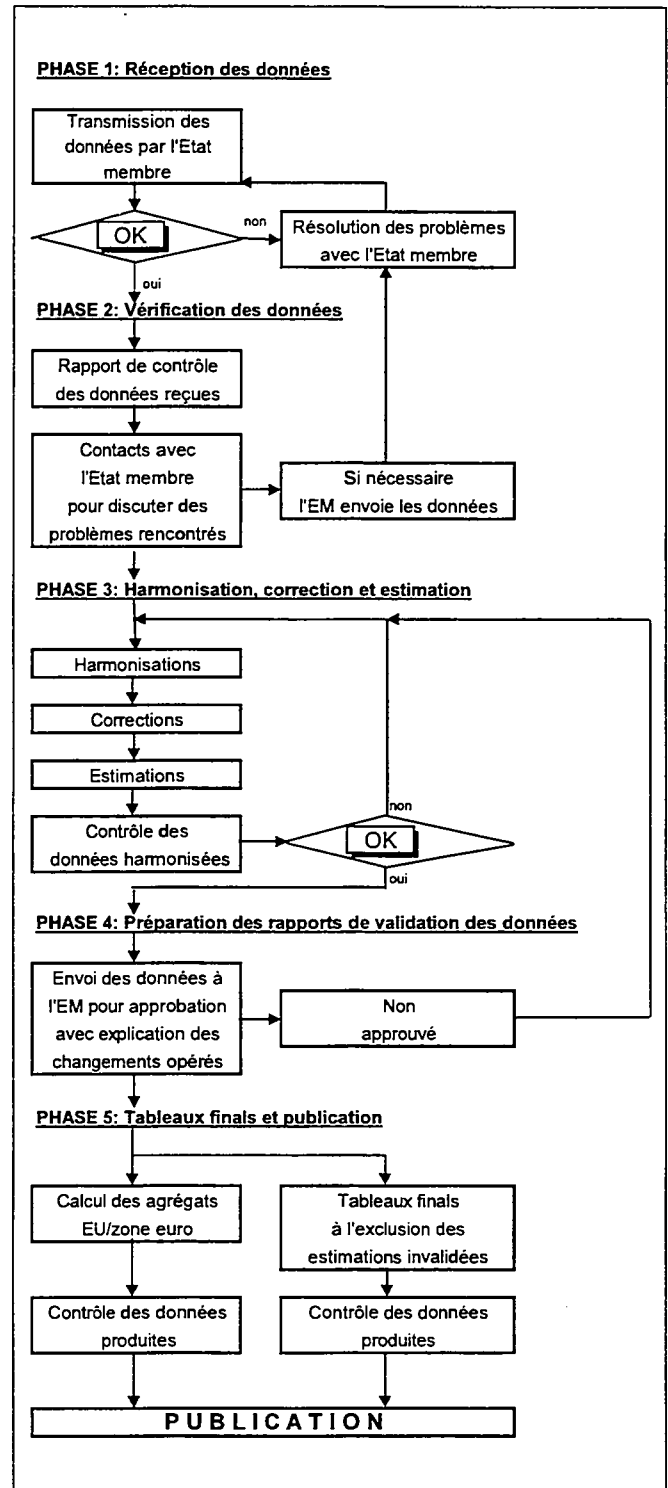 PHASE 1: Réception des données
Transmission des
données par l'Etat
membre
OK
non
oui
Résolution des problèmes
avec l'Etat membre
PHASE 2: Vérification des données
Rapport de contrôle
des données reçues
Contacts avec
l'Etat membre
pour discuter des
problèmes rencontrés
Si nécessaire
l'EM envoie les données
PHASE 3: Harmonisation, correction et estimation
Harmonisations
Corrections
Estimations
Contrôle des
données harmonisées
non
OK
oui
PHASE 4: Préparation des rapports de validation des données
Envoi des données à
l'EM pour approbation
avec explication des
changements opérés
Non
approuvé
PHASE 5: Tableaux finals et publication
Calcul des agrégats
EU/zone euro
Tableaux finals
à l'exclusion des
estimations invalidées
Contrôle des données
produites
Contrôle des données
produites
PUBLICATION